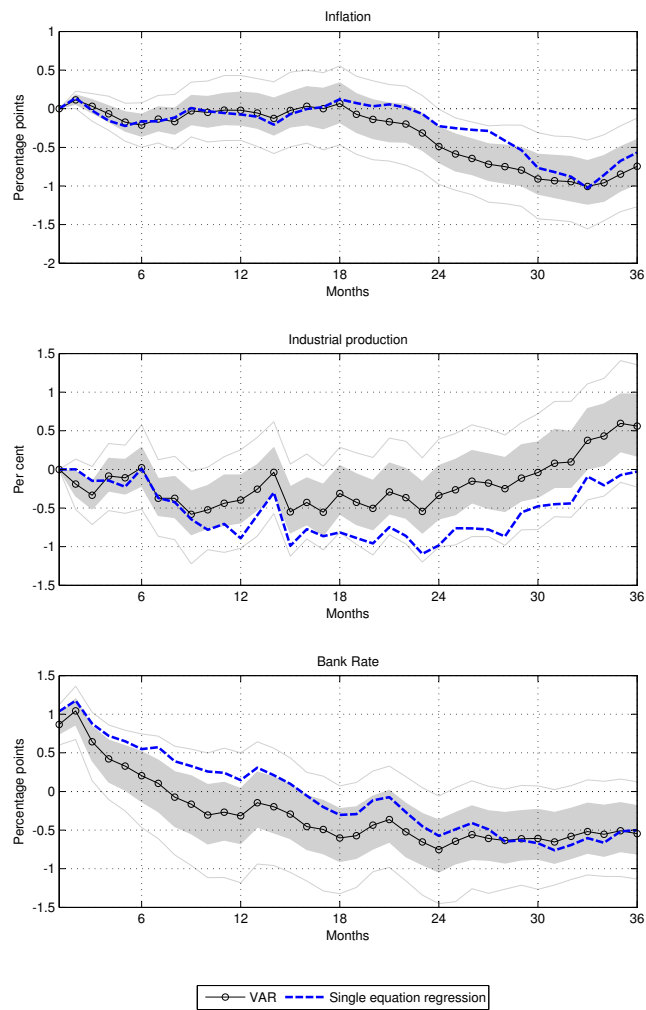 Inflation
1
0.5
0
-0.5
-1
-1.5
-2
Percentage points
6 12 18 24 30 36
Months
Industrial production
1.5
1
0.5
0
-0.5
-1
-1.5
Per cent
6 12 18 24 30 36
Months
Bank Rate
1.5
1
0.5
0
-0.5
-1
-1.5
Percentage points
6 12 18 24 30 36
Months
VAR Single equation regression